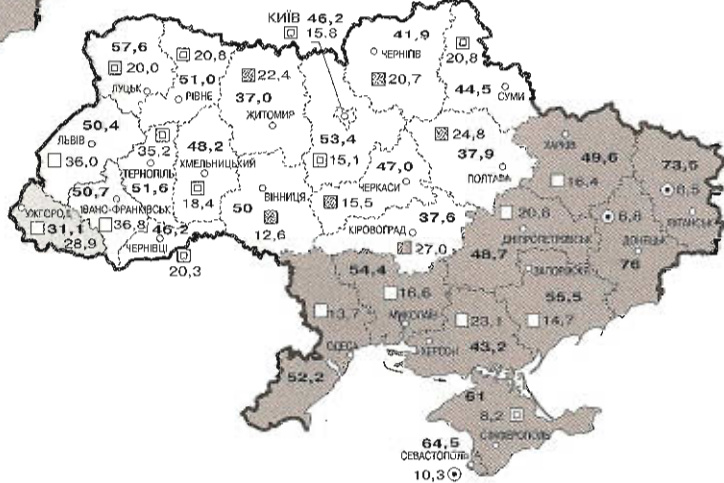 КИЇВ 46,2
15.8
57,6
20,0
ЛУЦЬК
20,8
51,0
РІВНЕ
22,4
37,0
ЖИТОМИР
41,9
ЧЕРНІГІВ
20,7
20,8
44,5
СУМИ
50,4
ЛЬВІВ
36,0
35,2
ТЕРНОПІЛЬ
51,6
48,2
ХМЕЛЬНИЦЬКИЙ
18,4
53,4
15,1
47,0
ЧЕРКАСИ
15,5
24,8
37,9
ПОЛТАВА
ХАРКІВ
49,6
16,4
73,5
6,5
ЛУГАНСЬК
50,7
ІВАНО-ФРАНКІВСЬК
36,8
УЖГОРОД
31,1
28,9
46,2
ЧЕРНІВЦІ
20,3
ВІННИЦЯ
50
12,6
37,6
КІРОВОГРАД
27,0
20,6
ДНІПРОПЕТРОВСЬК
48,7
6,8
ДОНЕЦЬК
76
ЗАПОРІЖЖЯ
55,5
14,7
54,4
16,6
МИКОЛАЇВ
13,7
ОДЕСА
52,2
23,1
ХЕРСОН
43,2
61
8,2
СІМФЕРОПОЛЬ
64,5
СЕВАСТОПОЛЬ
10,3